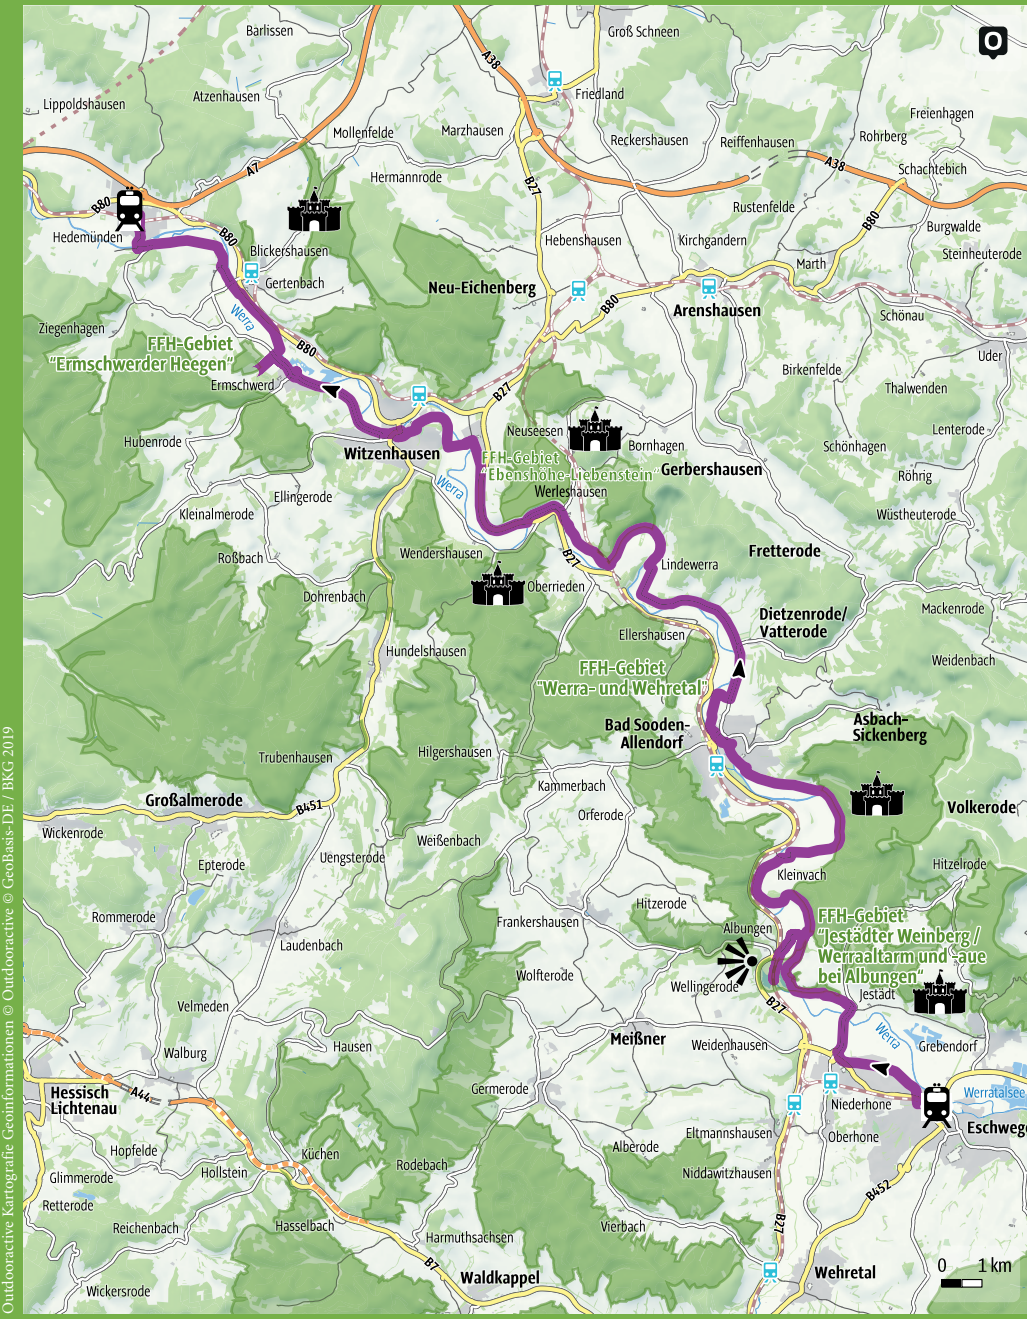 Bärlissen
Groß Schneen
A38
O
Friedland
Lippoldshausen
Atzenhausen
Freienhagen
Mollenfelde
Marzhausen
Reckershausen
Reiffenhausen
Rohrberg
A38
Schachtebich
A7
Hermannrode
B27
B80
Rustenfelde
B80
Burgwalde
Hedemünden
B80
Blickershausen
Hebenshausen
Kirchgandern
Steinheuterode
Marth
Gertenbach
Neu-Eichenberg
B80
Arenshausen
Schönau
Werra
Ziegenhagen
FFH-Gebiet
"Ermschwerder Heegen"
B80
Uder
Birkenfelde
Ermschwerd
B27
Thalwenden
Neuseesen
Bornhagen
Lenterode
Hubenrode
Witzenhausen
Schönhagen
FFH-Gebiet
"Ebenshöhe-Liebenstein"
Gerbershausen
Röhrig
Werra
Werleshausen
Ellingerode
Kleinalmerode
Wüstheuterode
Roßbach
Wendershausen
B27
Fretterode
Lindewerra
Oberrieden
Dohrenbach
Dietzenrode/
Vatterode
Mackenrode
Ellershausen
Hundelshausen
FFH-Gebiet
"Werra- und Wehretal"
Weidenbach
Bad Sooden-
Allendorf
Asbach-
Sickenberg
Hilgershausen
Trubenhausen
Kammerbach
Großalmerode
B451
Volkerode
Orferode
Wickenrode
Weißenbach
Uengsterode
Epterode
Kleinvach
Hitzelrode
Hitzerode
Rommerode
Frankershausen
Albungen
FFH-Gebiet
"Jestädter Weinberg /
Werraaltarm und -aue
bei Albungen"
Laudenbach
Wolfterode
Wellingerode
Jestädt
Velmeden
B27
Werra
Meißner
Weidenhausen
Grebendorf
Hausen
Walburg
Hessisch
Lichtenau
A44
Germerode
Werratalsee
Niederhone
Eschwege
Eltmannshausen
Oberhone
Hopfelde
Küchen
Alberode
Glimmerode
Hollstein
Rodebach
Niddawitzhausen
B452
Retterode
Reichenbach
Hasselbach
Vierbach
B27
Harmuthsachsen
B7
Waldkappel
Wehretal
0 1 km
Wickersrode
Outdooractive Kartografie Geoinformationen © Outdooractive © GeoBasis-DE / BKG 2019